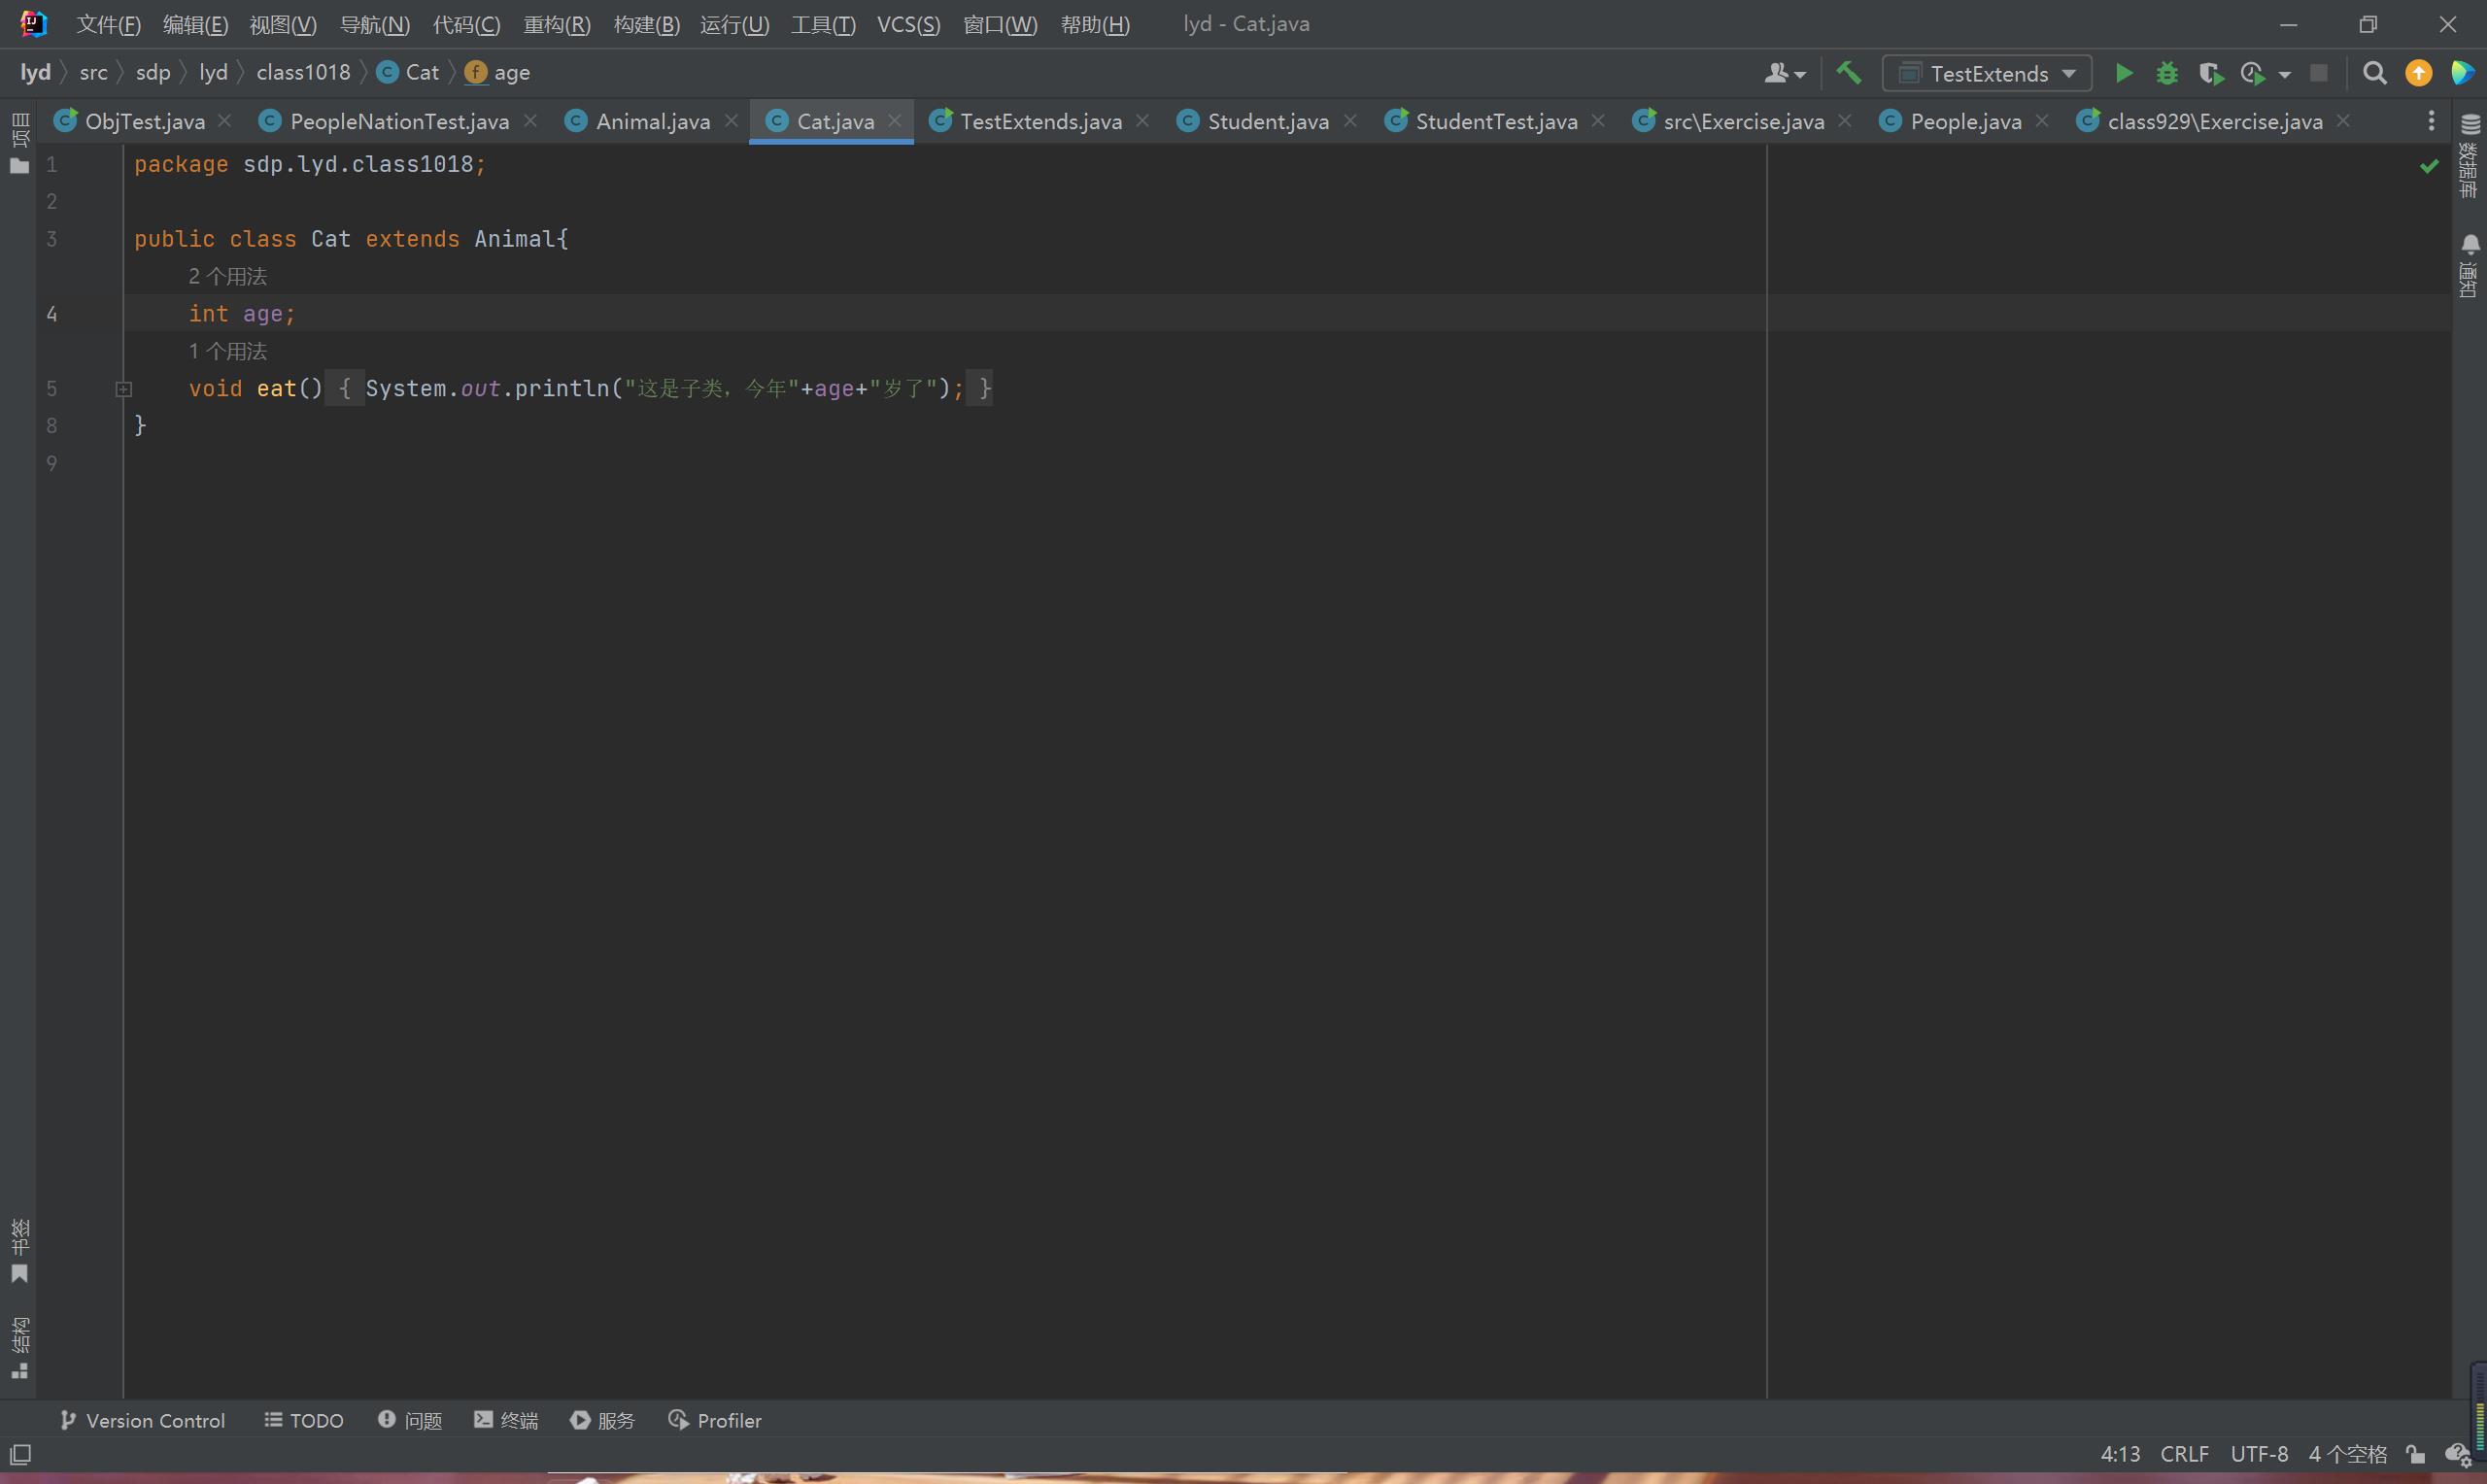 文件(F) 编辑(E) 视图(V) 导航(N) 代码(C) 重构(R) 构建(B) 运行(U) 工具(T) VCS(S) 窗口(W) 帮助(H) lyd - Cat.java
lyd src sdp lyd class1018 Cat age TestExtends
ObjTest.java PeopleNationTest.java Animal.java Cat.java TestExtends.java Student.java StudentTest.java src\Exercise.java People.java class929\Exercise.java
项目
1 package sdp.lyd.class1018;
2
3 public class Cat extends Animal{
2 个用法
4 int age;
1 个用法
5 void eat() { System.out.println("这是子类，今年"+age+"岁了"); }
8 }
9
数据库
通知
书签
结构
Version Control TODO 问题 终端 服务 Profiler
4:13 CRLF UTF-8 4 个空格